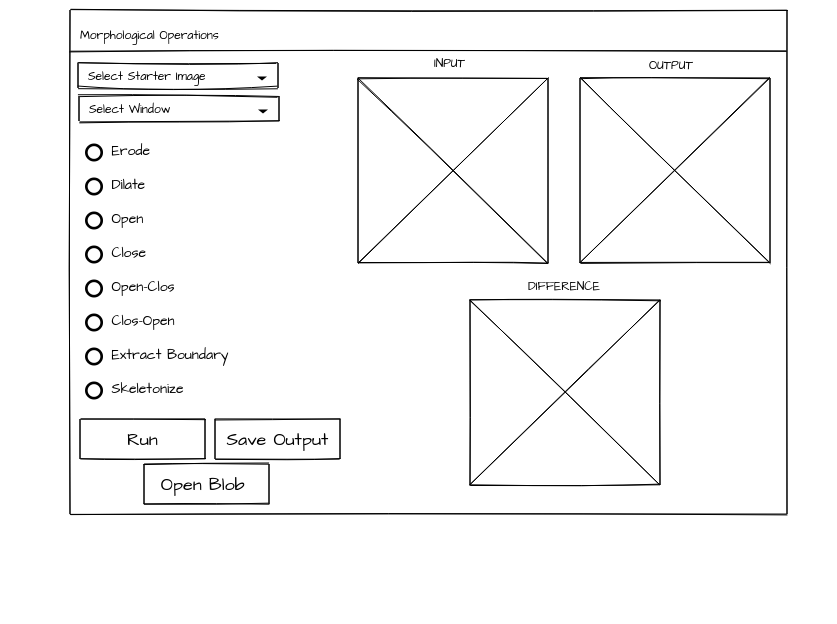 Morphological Operations
Select Starter Image
Select Window
Erode
Dilate
Open
Close
Open-Clos
Clos-Open
Extract Boundary
Skeletonize
Run
Save Output
Open Blob
INPUT
OUTPUT
DIFFERENCE